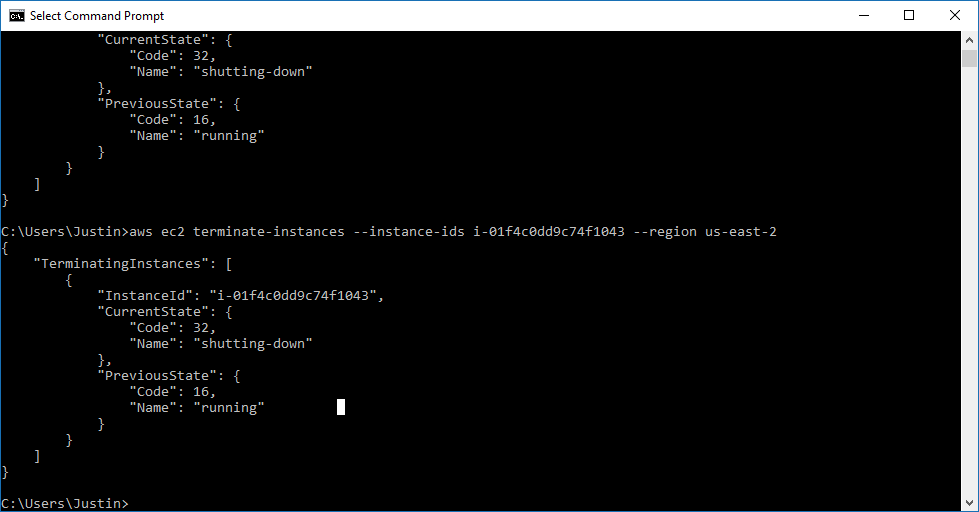 Select Command Prompt
            "CurrentState": {
                "Code": 32,
                "Name": "shutting-down"
            },
            "PreviousState": {
                "Code": 16,
                "Name": "running"
            }
        }
    ]
}
C:\Users\Justin>aws ec2 terminate-instances --instance-ids i-01f4c0dd9c74f1043 --region us-east-2
{
    "TerminatingInstances": [
        {
            "InstanceId": "i-01f4c0dd9c74f1043",
            "CurrentState": {
                "Code": 32,
                "Name": "shutting-down"
            },
            "PreviousState": {
                "Code": 16,
                "Name": "running"
            }
        }
    ]
}
C:\Users\Justin>